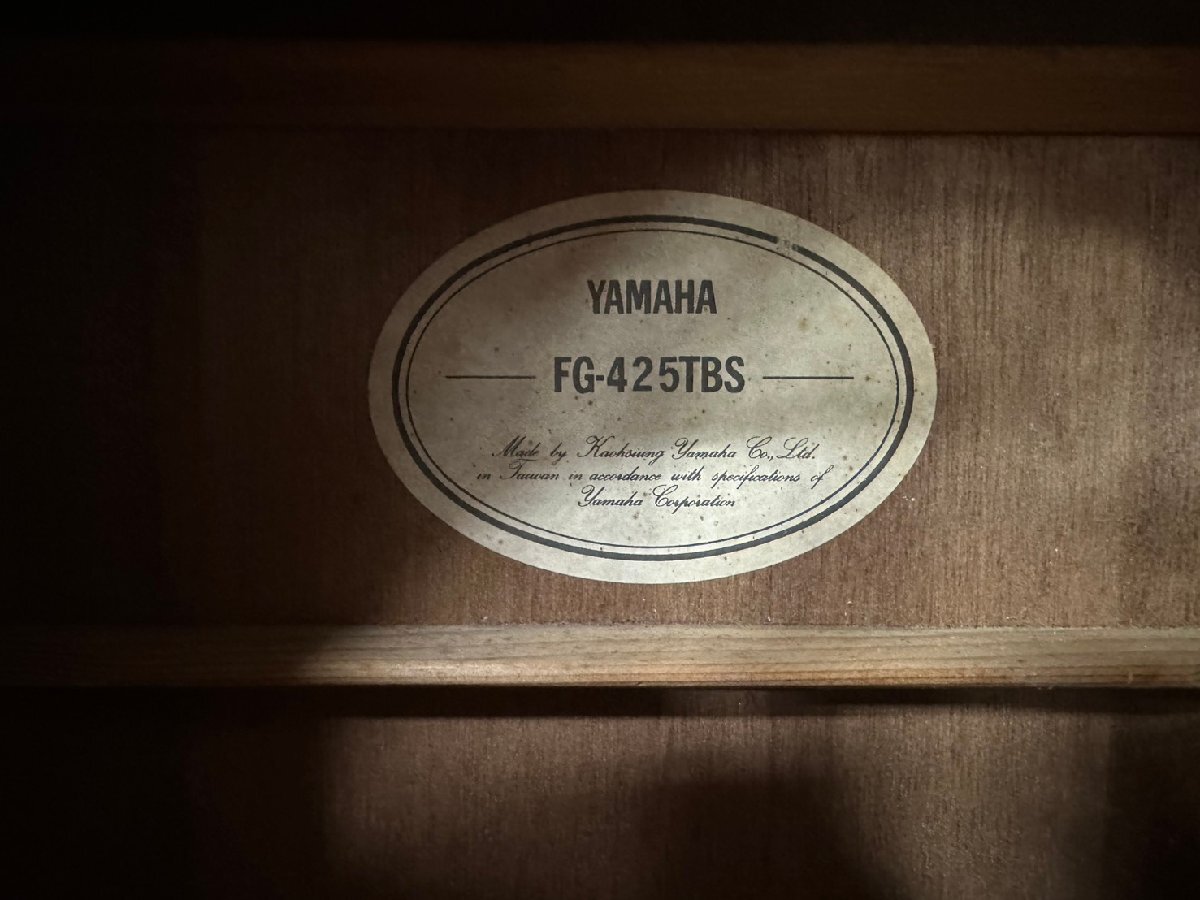 YAMAHA
FG-425TBS
Made by Kaohsiung Yamaha Co., Ltd.
in Taiwan in accordance with specifications of
Yamaha Corporation